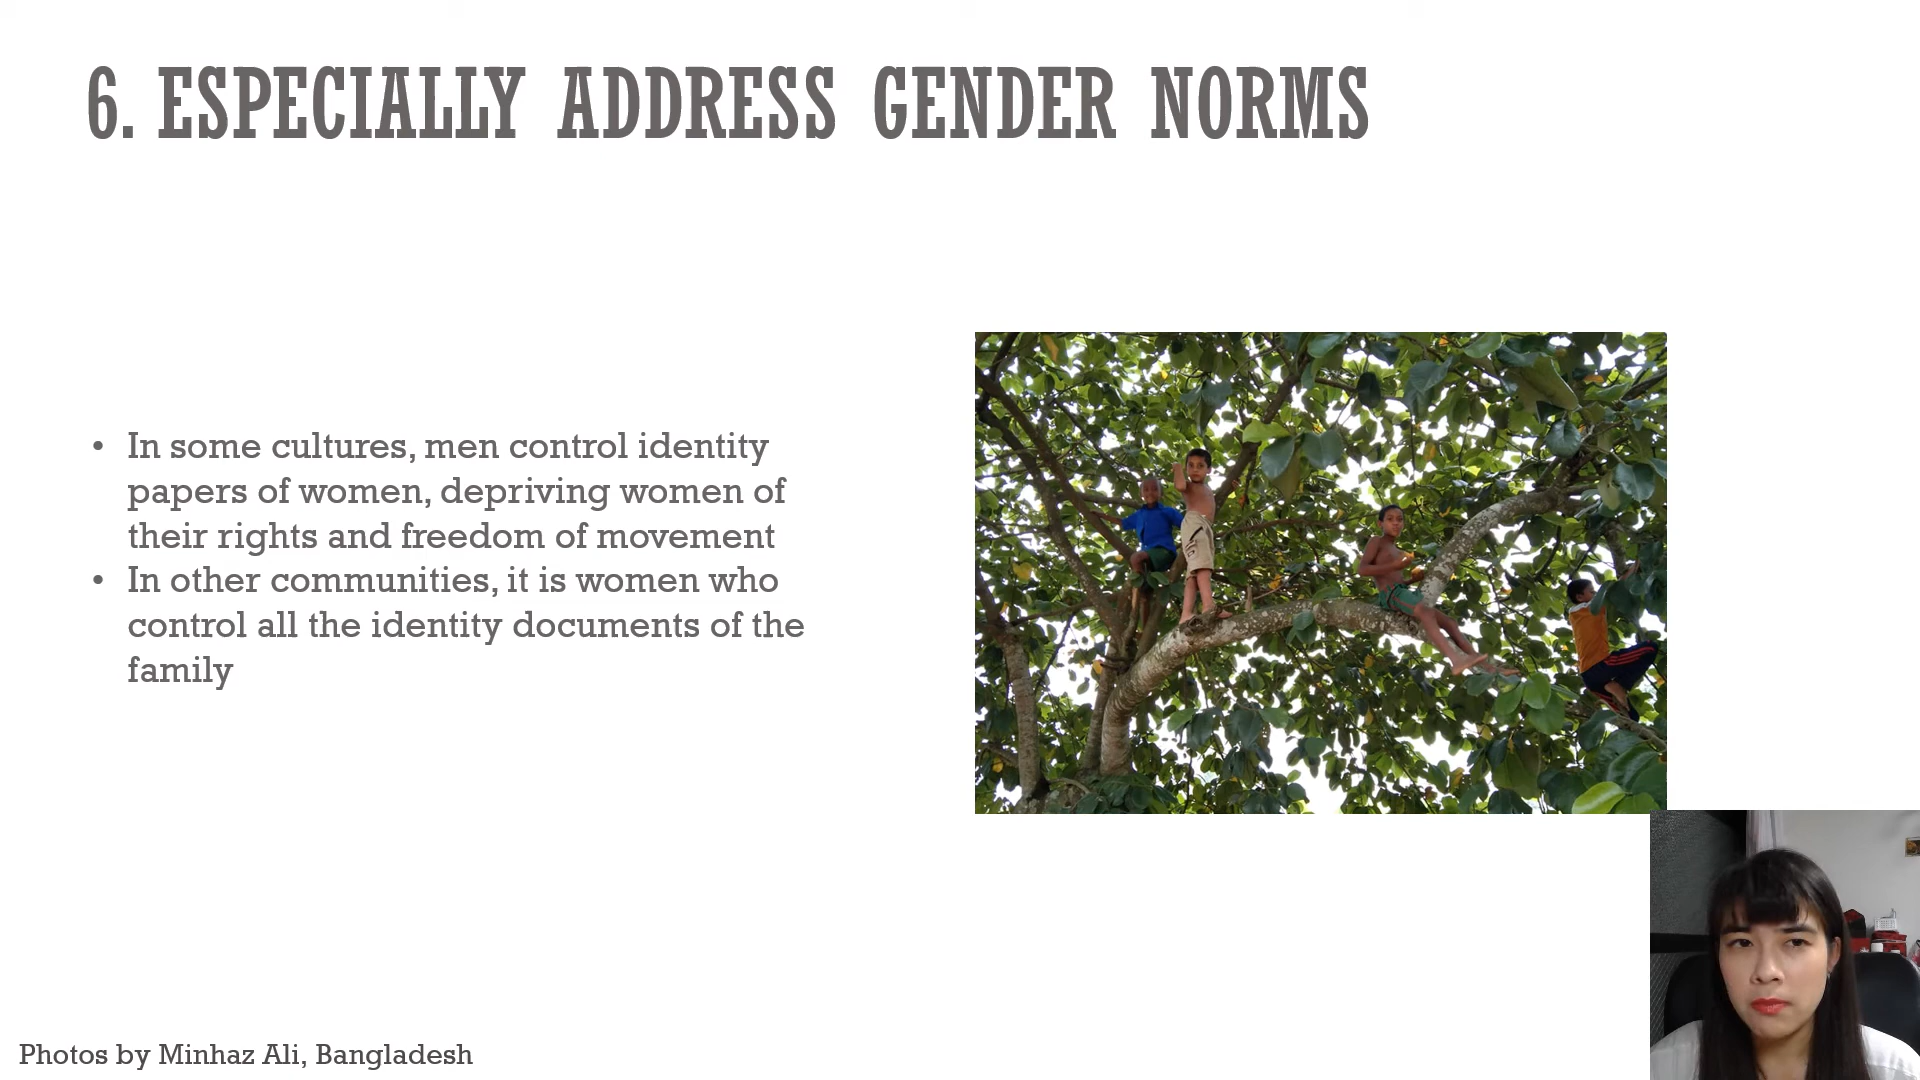 6. ESPECIALLY ADDRESS GENDER NORMS
• In some cultures, men control identity
papers of women, depriving women of
their rights and freedom of movement
• In other communities, it is women who
control all the identity documents of the
family
Photos by Minhaz Ali, Bangladesh